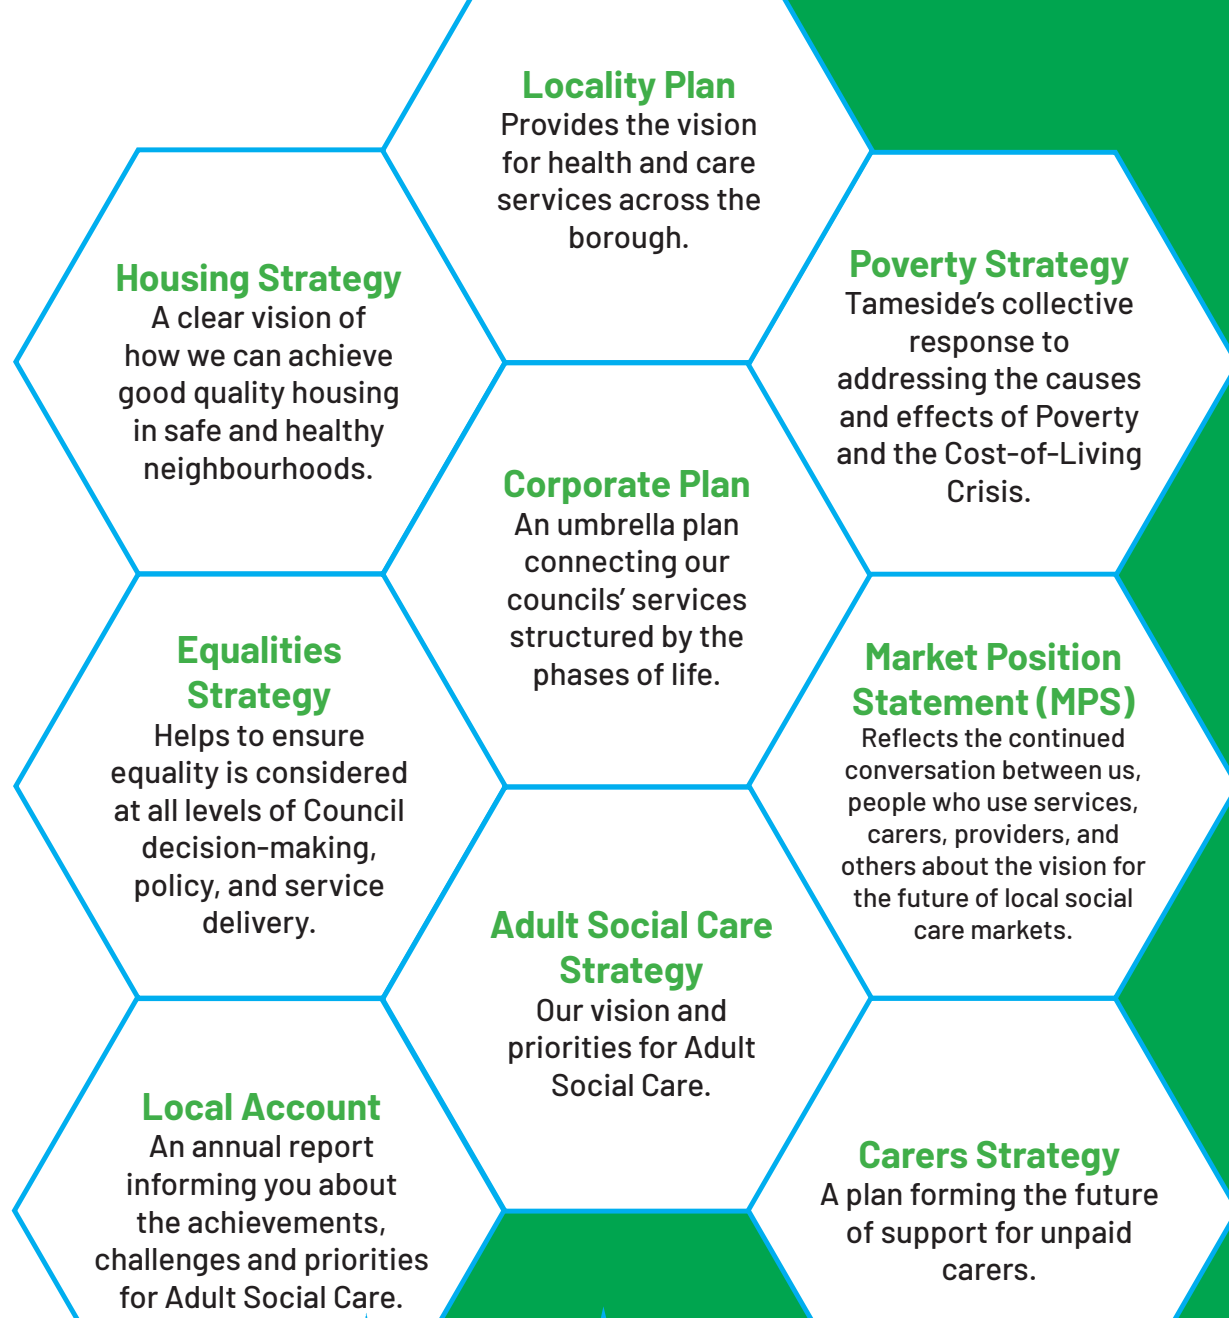 Locality Plan
Provides the vision
for health and care
services across the
borough.
Housing Strategy
A clear vision of
how we can achieve
good quality housing
in safe and healthy
neighbourhoods.
Poverty Strategy
Tameside’s collective
response to
addressing the causes
and effects of Poverty
and the Cost-of-Living
Crisis.
Corporate Plan
An umbrella plan
connecting our
councils’ services
structured by the
phases of life.
Equalities
Strategy
Helps to ensure
equality is considered
at all levels of Council
decision-making,
policy, and service
delivery.
Market Position
Statement (MPS)
Reflects the continued
conversation between us,
people who use services,
carers, providers, and
others about the vision for
the future of local social
care markets.
Adult Social Care
Strategy
Our vision and
priorities for Adult
Social Care.
Local Account
An annual report
informing you about
the achievements,
challenges and priorities
for Adult Social Care.
Carers Strategy
A plan forming the future
of support for unpaid
carers.